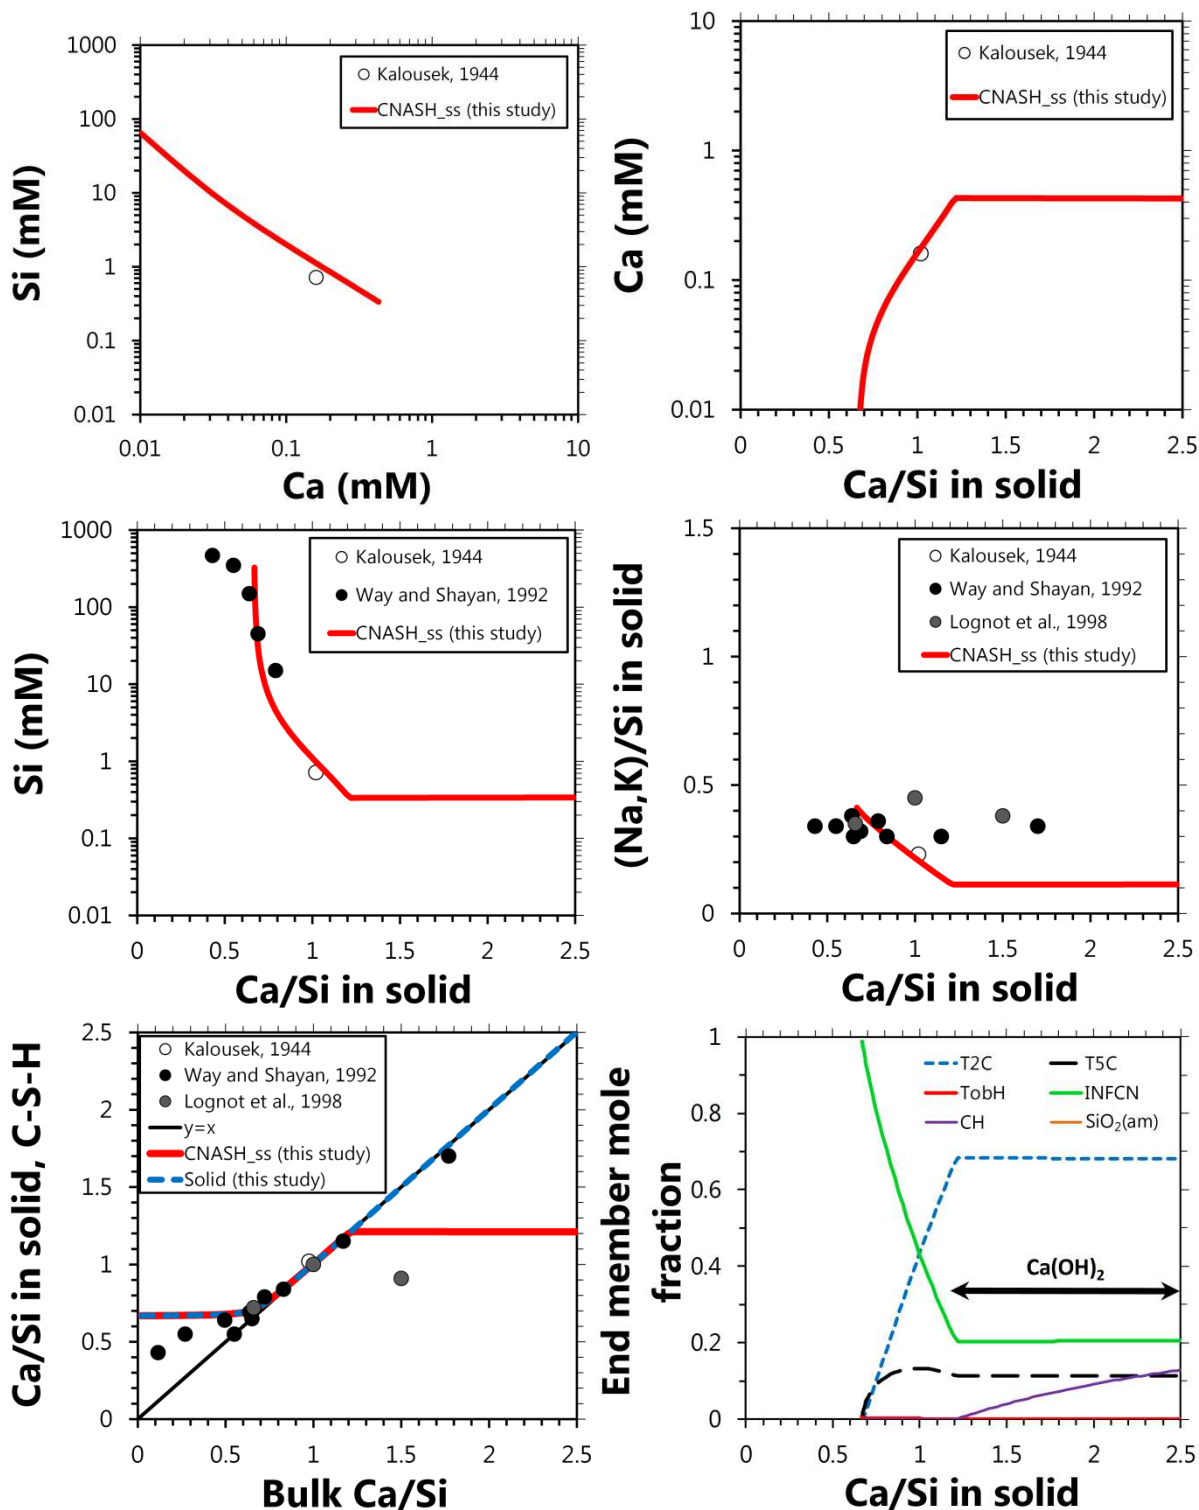 1000
100
10
1
0.1
0.01
Si (mM)
Kalousek, 1944
CNASH_ss (this study)
0.01
0.1
1
10
Ca (mM)
10
1
0.1
0.01
Ca (mM)
Kalousek, 1944
CNASH_ss (this study)
0
0.5
1
1.5
2
2.5
Ca/Si in solid
1000
100
10
1
0.1
0.01
Si (mM)
Kalousek, 1944
Way and Shayan, 1992
CNASH_ss (this study)
0
0.5
1
1.5
2
2.5
Ca/Si in solid
1.5
1
0.5
0
(Na,K)/Si in solid
Kalousek, 1944
Way and Shayan, 1992
Lognot et al., 1998
CNASH_ss (this study)
0
0.5
1
1.5
2
2.5
Ca/Si in solid
2.5
2
1.5
1
0.5
0
Ca/Si in solid, C-S-H
Kalousek, 1944
Way and Shayan, 1992
Lognot et al., 1998
y=x
CNASH_ss (this study)
Solid (this study)
0
0.5
1
1.5
2
2.5
Bulk Ca/Si
1
0.8
0.6
0.4
0.2
0
End member mole
fraction
T2C
T5C
TobH
INFCN
CH
SiO₂(am)
Ca(OH)₂
0
0.5
1
1.5
2
2.5
Ca/Si in solid